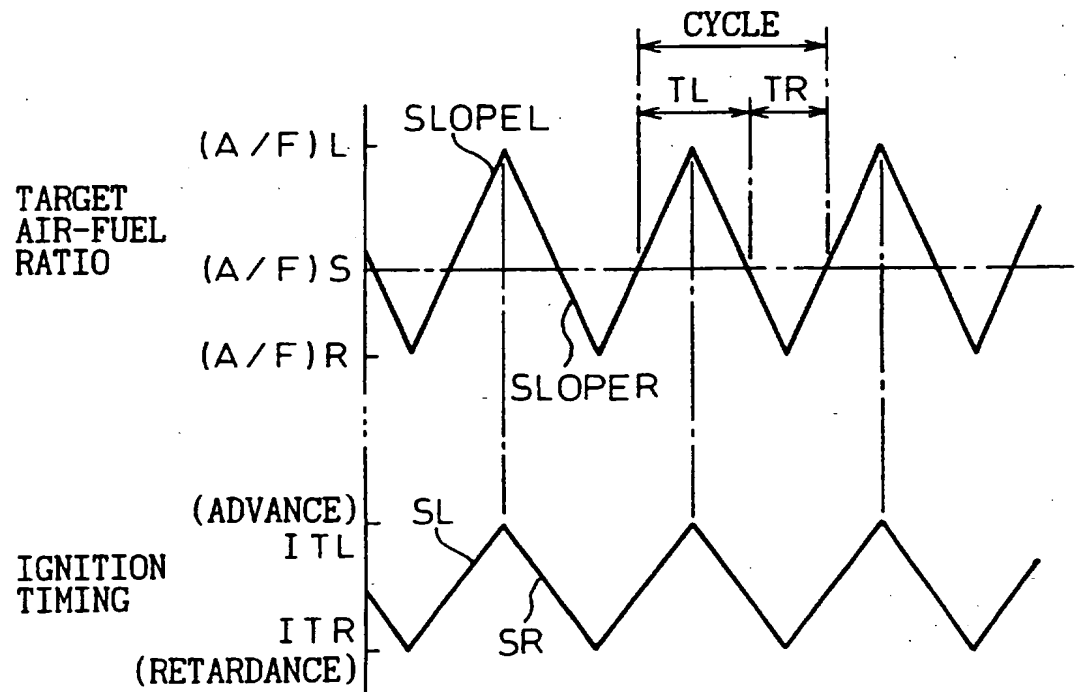 CYCLE
TL
TR
SLOPEL
(A/F)L
TARGET
AIR-FUEL
RATIO
(A/F)S
(A/F)R
SLOPER
(ADVANCE)
SL
ITL
IGNITION
TIMING
ITR
SR
(RETARDANCE)